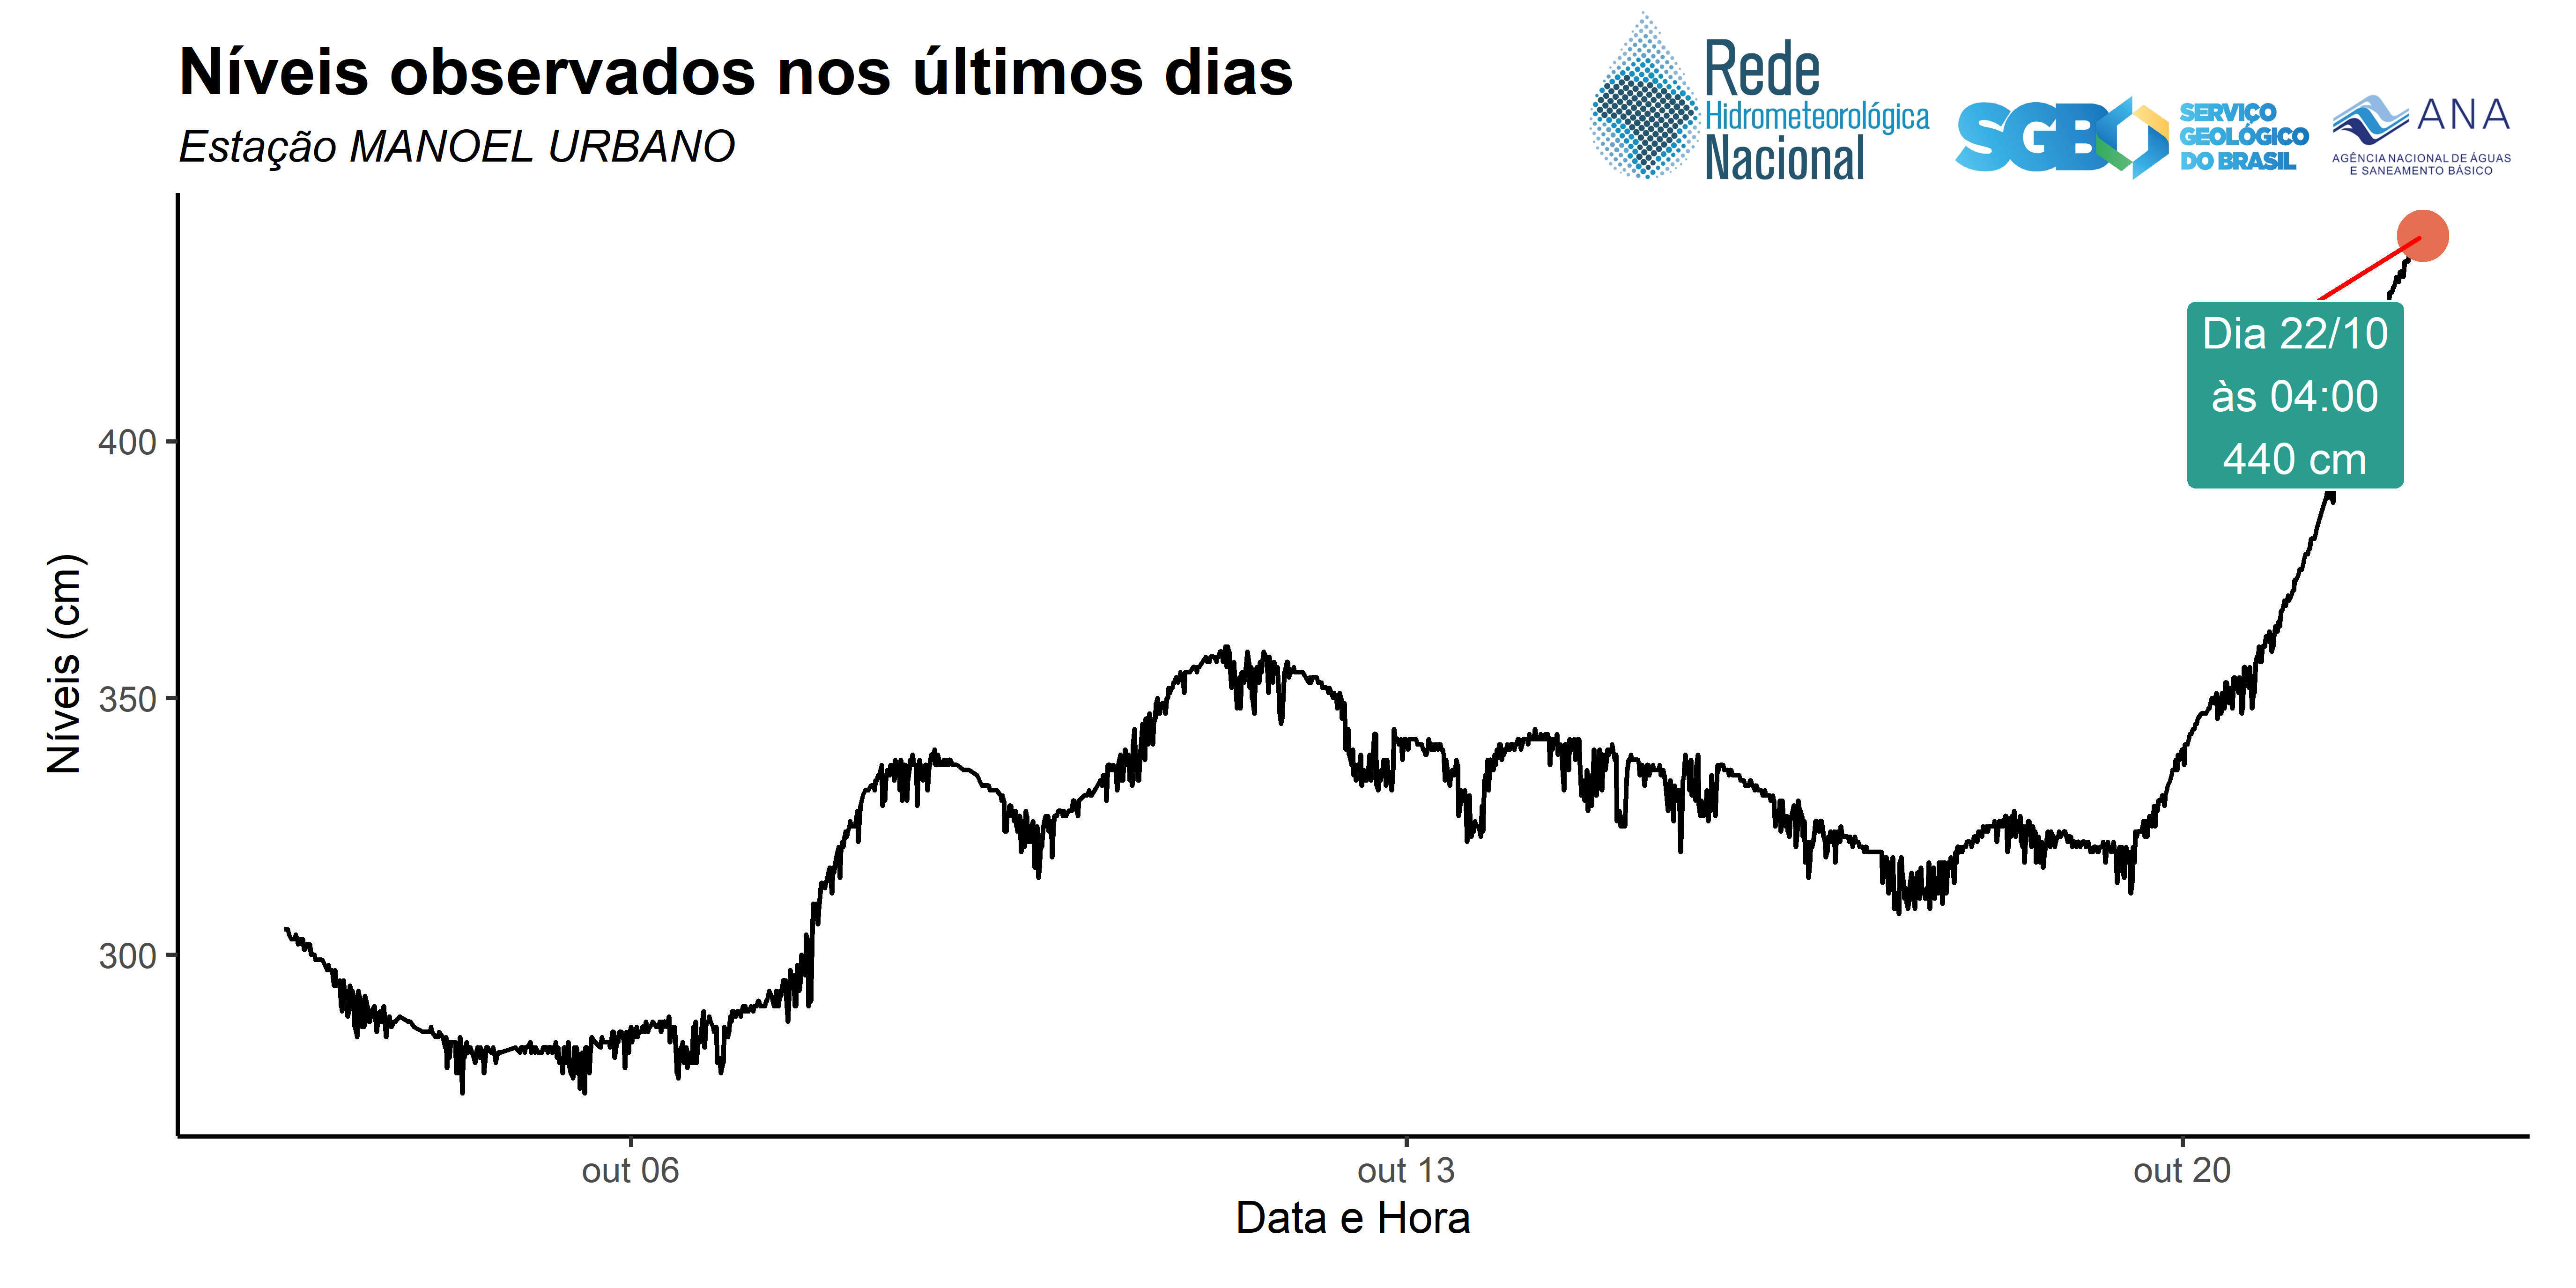 Níveis observados nos últimos dias
Estação MANOEL URBANO
Rede
Hidrometeorológica
Nacional
SGB
SERVIÇO
GEOLÓGICO
DO BRASIL
ANA
AGÊNCIA NACIONAL DE ÁGUAS
E SANEAMENTO BÁSICO
Dia 22/10
às 04:00
440 cm
Níveis (cm)
400
350
300
out 06
out 13
out 20
Data e Hora